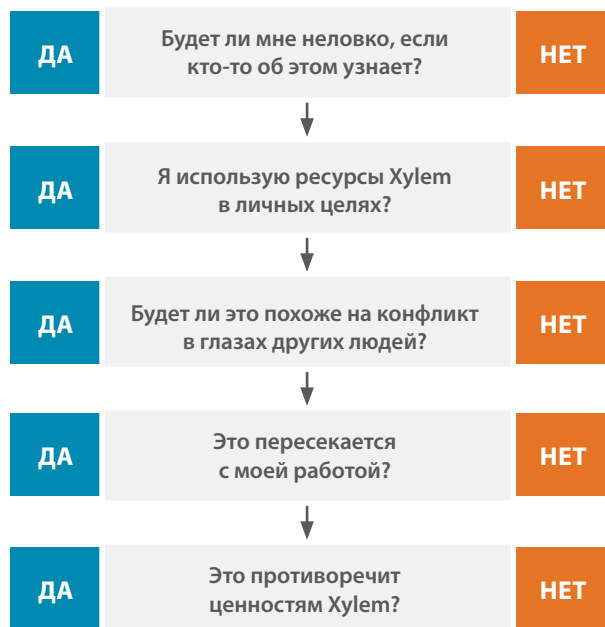 ДА
Будет ли мне неловко, если
кто-то об этом узнает?
НЕТ
ДА
Я использую ресурсы Xylem
в личных целях?
НЕТ
ДА
Будет ли это похоже на конфликт
в глазах других людей?
НЕТ
ДА
Это пересекается
с моей работой?
НЕТ
ДА
Это противоречит
ценностям Xylem?
НЕТ